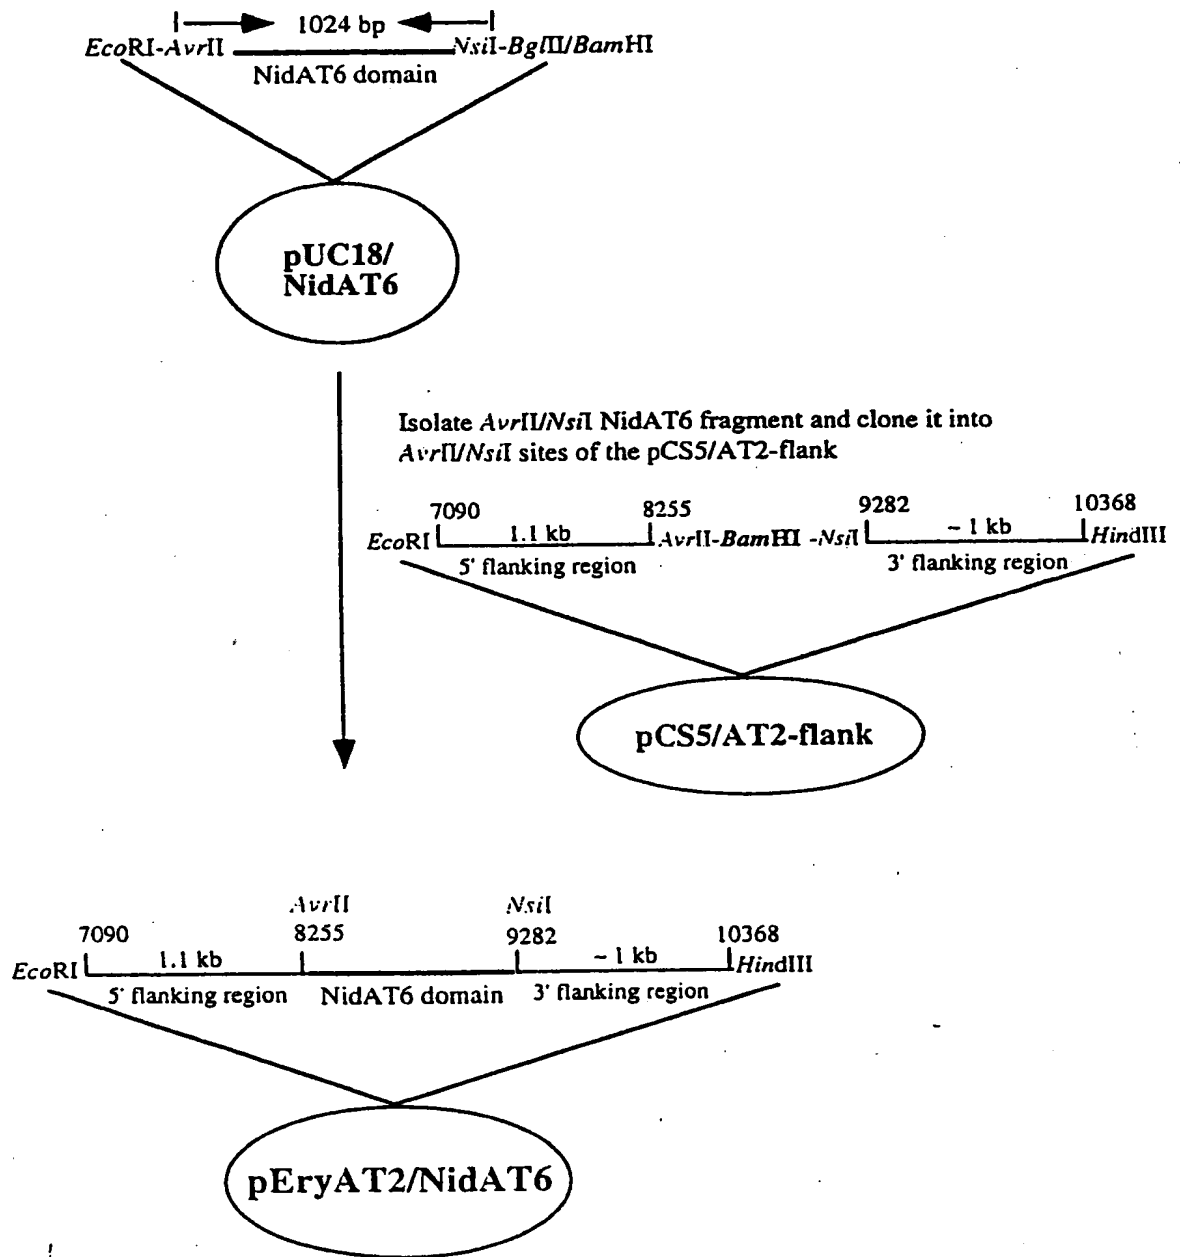 1024 bp
EcoRI-AvrII NsiI-BglII/BamHI
NidAT6 domain
pUC18/
NidAT6
Isolate AvrII/NsiI NidAT6 fragment and clone it into
AvrII/NsiI sites of the pCS5/AT2-flank
7090 8255 9282 10368
EcoRI 1.1 kb AvrII-BamHI -NsiI ~ 1 kb HindIII
5' flanking region 3' flanking region
pCS5/AT2-flank
AvrII NsiI
7090 8255 9282 10368
EcoRI 1.1 kb ~ 1 kb HindIII
5' flanking region NidAT6 domain 3' flanking region
pEryAT2/NidAT6